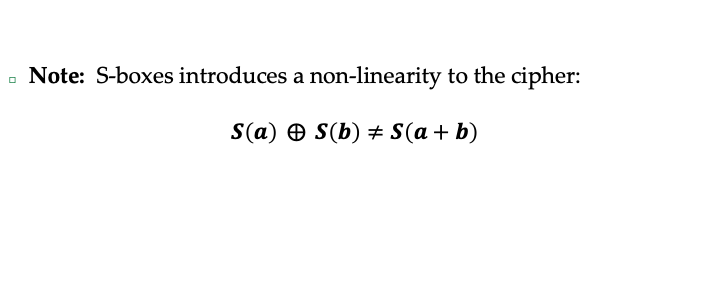 Note: S-boxes introduces a non-linearity to the cipher:
S(a) ⊕ S(b) ≠ S(a + b)